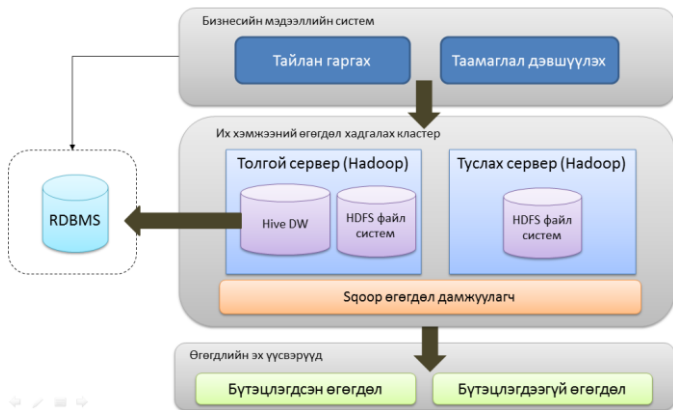 Бизнесийн мэдээллийн систем
Тайлан гаргах
Таамаглал дэвшүүлэх
Их хэмжээний өгөгдөл хадгалах кластер
Толгой сервер (Hadoop)
Туслах сервер (Hadoop)
RDBMS
Hive DW
HDFS файл
систем
HDFS файл
систем
Sqoop өгөгдөл дамжуулагч
Өгөгдлийн эх үүсвэрүүд
Бүтэцлэгдсэн өгөгдөл
Бүтэцлэгдээгүй өгөгдөл